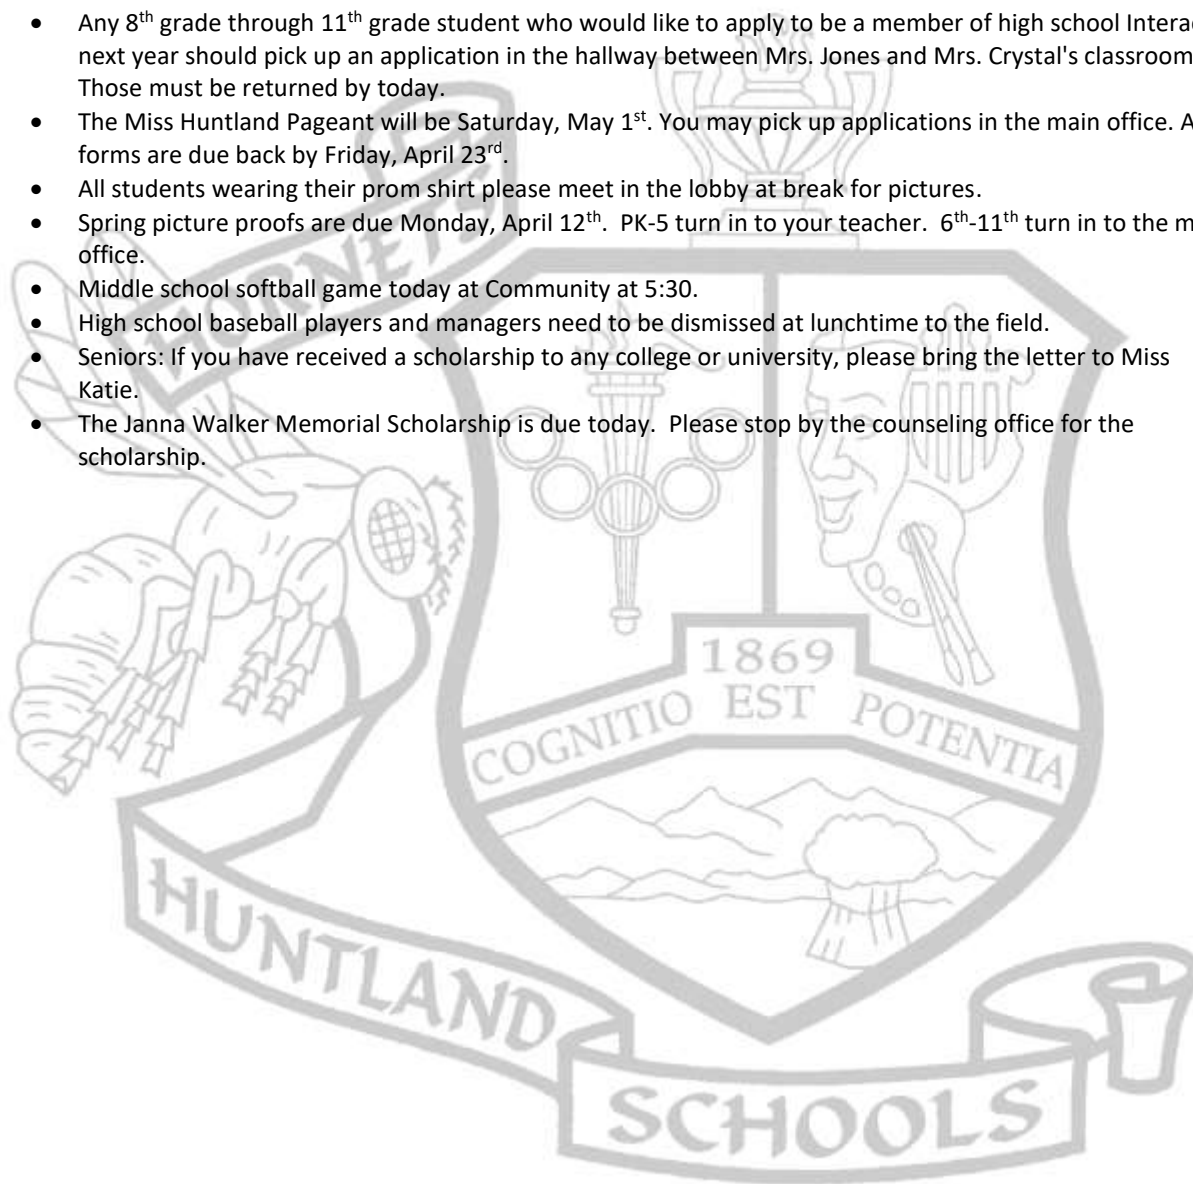 • Any 8th grade through 11th grade student who would like to apply to be a member of high school Interac
next year should pick up an application in the hallway between Mrs. Jones and Mrs. Crystal's classroom
Those must be returned by today.
• The Miss Huntland Pageant will be Saturday, May 1st. You may pick up applications in the main office. A
forms are due back by Friday, April 23rd.
• All students wearing their prom shirt please meet in the lobby at break for pictures.
• Spring picture proofs are due Monday, April 12th. PK-5 turn in to your teacher. 6th-11th turn in to the m
office.
• Middle school softball game today at Community at 5:30.
• High school baseball players and managers need to be dismissed at lunchtime to the field.
• Seniors: If you have received a scholarship to any college or university, please bring the letter to Miss
Katie.
• The Janna Walker Memorial Scholarship is due today. Please stop by the counseling office for the
scholarship.
HORNETS
1869
COGNITIO EST POTENTIA
HUNTLAND
SCHOOLS